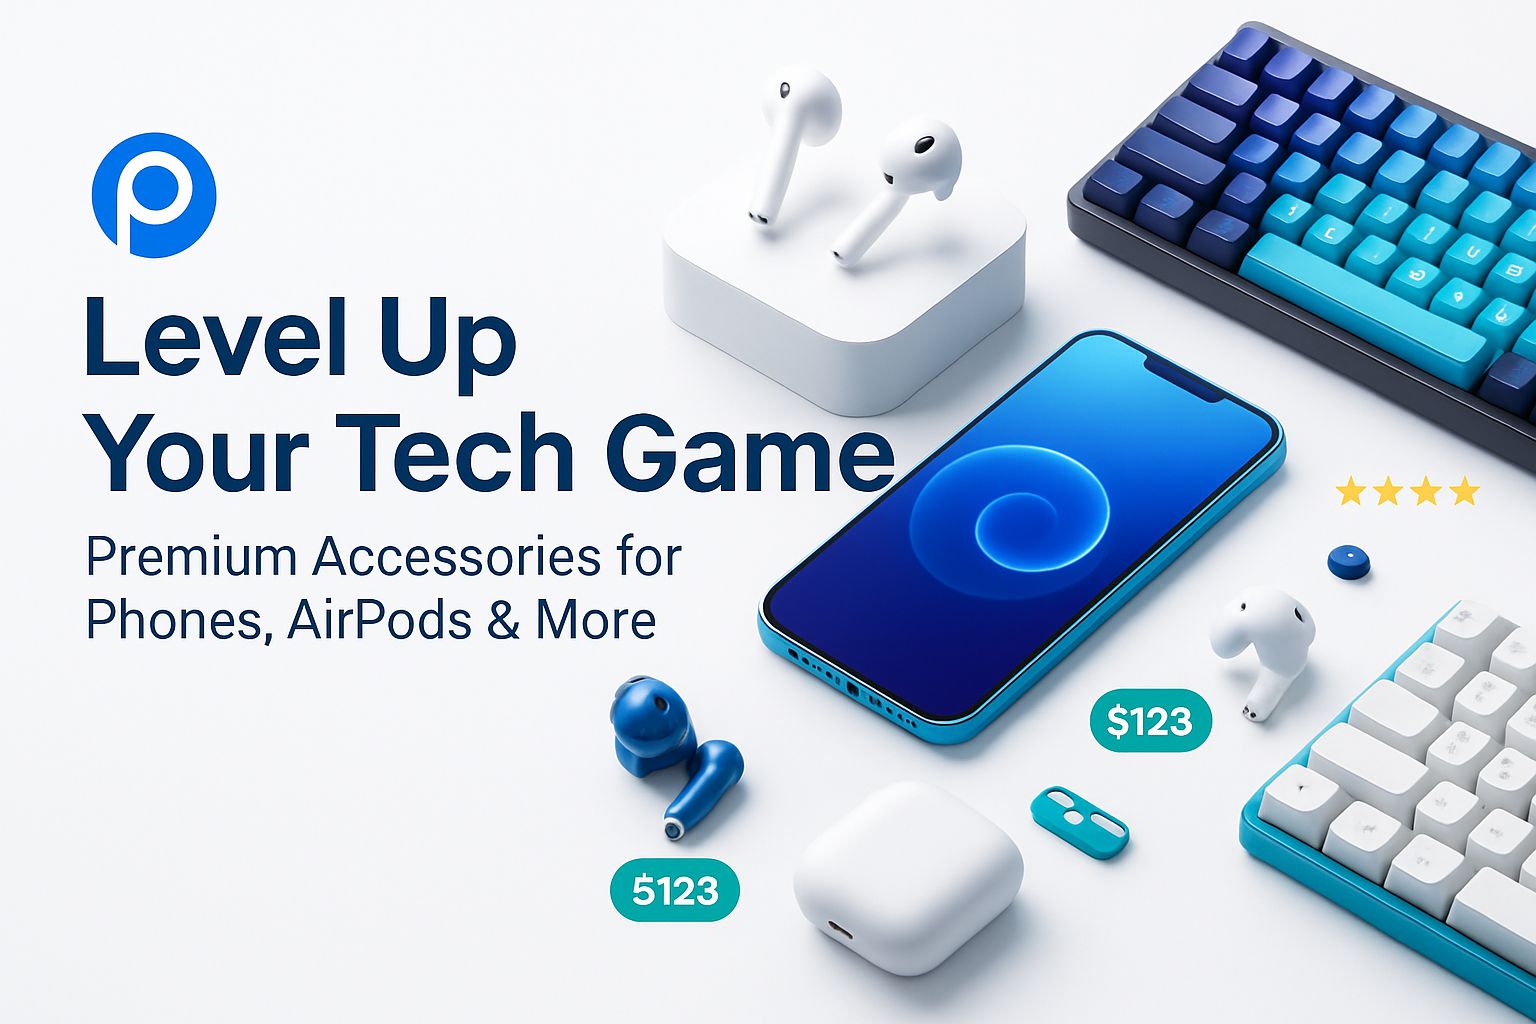 Level Up
Your Tech Game
Premium Accessories for
Phones, AirPods & More
$123
5123